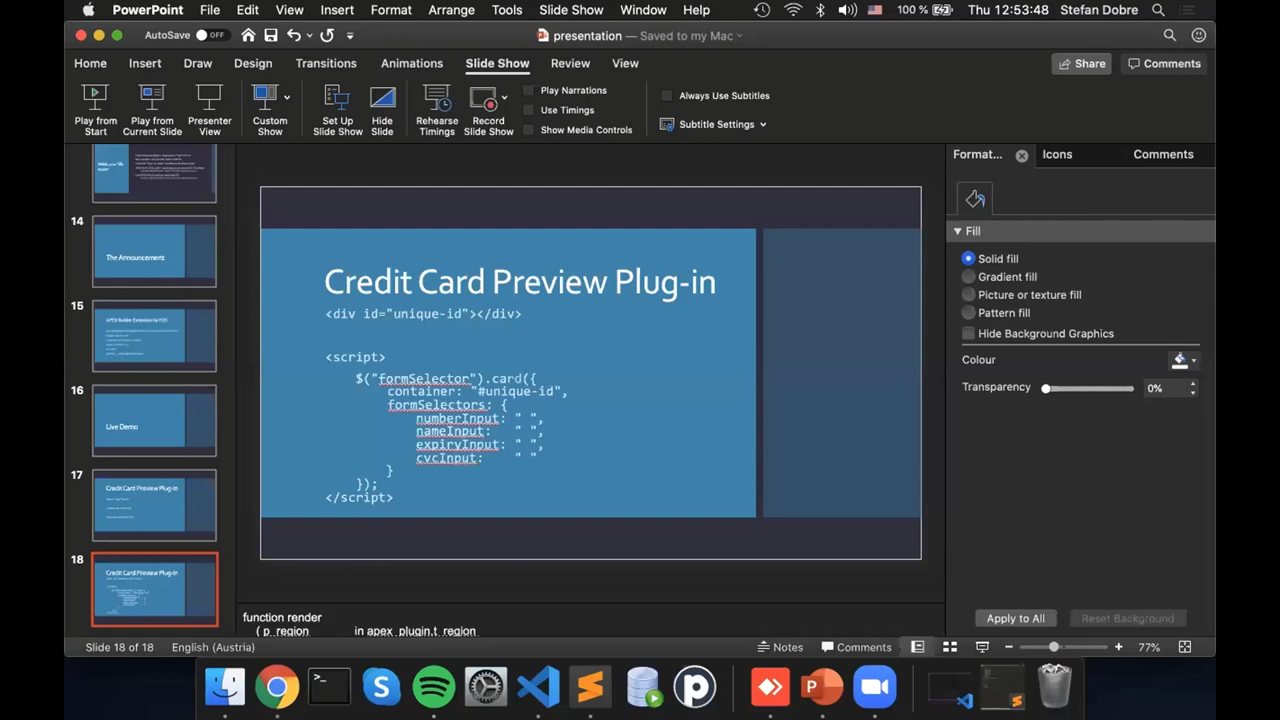 PowerPoint File Edit View Insert Format Arrange Tools Slide Show Window Help 100 % Thu 12:53:48 Stefan Dobre
AutoSave OFF presentation — Saved to my Mac
Home Insert Draw Design Transitions Animations Slide Show Review View Share Comments
Play from Start
Play from Current Slide
Presenter View
Custom Show
Set Up Slide Show
Hide Slide
Rehearse Timings
Record Slide Show
Play Narrations
Use Timings
Show Media Controls
Always Use Subtitles
Subtitle Settings
14
The Announcement
15
APEX Builder Extension by FOS
16
Live Demo
17
Credit Card Preview Plug-in
18
Credit Card Preview Plug-in
Credit Card Preview Plug-in
<div id="unique-id"></div>
<script>
$("formSelector").card({
container: "#unique-id",
formSelectors: {
numberInput: " ",
nameInput: " ",
expiryInput: " ",
cvcInput: " "
}
});
</script>
function render
( p_region in apex_plugin.t_region
Format... Icons Comments
Fill
Solid fill
Gradient fill
Picture or texture fill
Pattern fill
Hide Background Graphics
Colour
Transparency 0%
Apply to All Reset Background
Slide 18 of 18 English (Austria) Notes Comments 77%